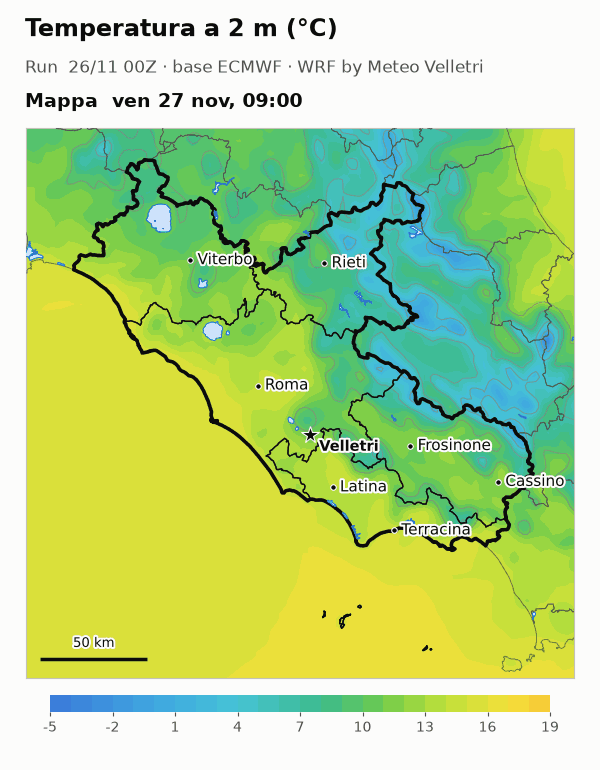 Temperatura a 2 m (°C)
Run  26/11 00Z · base ECMWF · WRF by Meteo Velletri
Mappa  ven 27 nov, 09:00
Viterbo
Rieti
Roma
Velletri
Frosinone
Cassino
Latina
Terracina
50 km
-5 -2 1 4 7 10 13 16 19